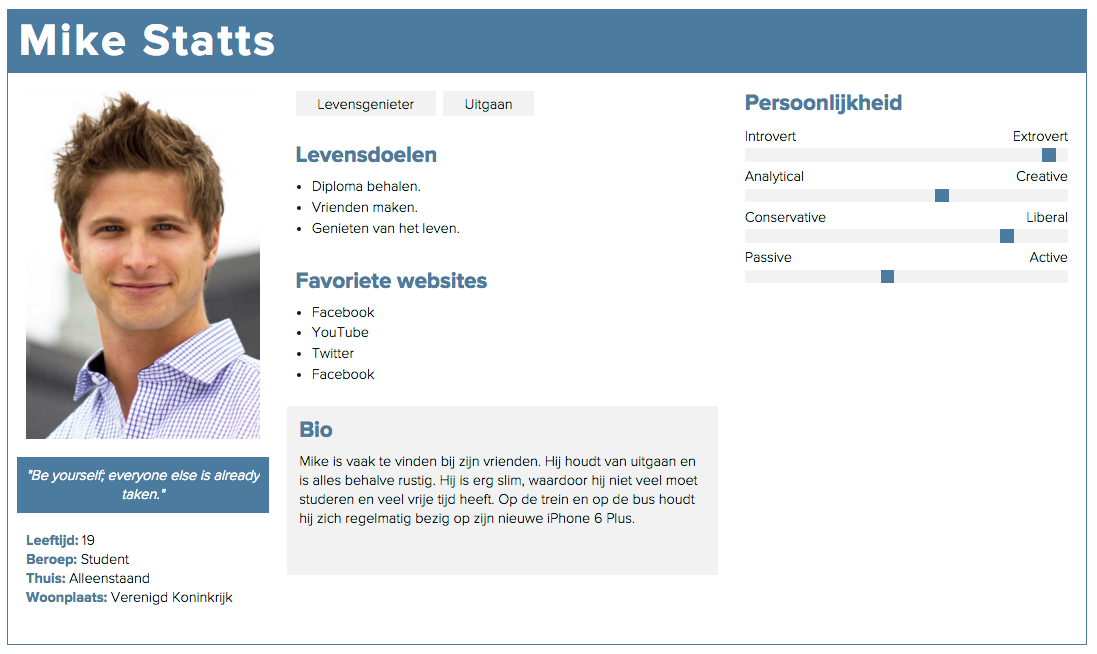 Mike Statts
"Be yourself; everyone else is already
taken."
Leeftijd: 19
Beroep: Student
Thuis: Alleenstaand
Woonplaats: Verenigd Koninkrijk
Levensgenieter
Uitgaan
Levensdoelen
• Diploma behalen.
• Vrienden maken.
• Genieten van het leven.
Favoriete websites
• Facebook
• YouTube
• Twitter
• Facebook
Bio
Mike is vaak te vinden bij zijn vrienden. Hij houdt van uitgaan en
is alles behalve rustig. Hij is erg slim, waardoor hij niet veel moet
studeren en veel vrije tijd heeft. Op de trein en op de bus houdt
hij zich regelmatig bezig op zijn nieuwe iPhone 6 Plus.
Persoonlijkheid
Introvert Extrovert
Analytical Creative
Conservative Liberal
Passive Active